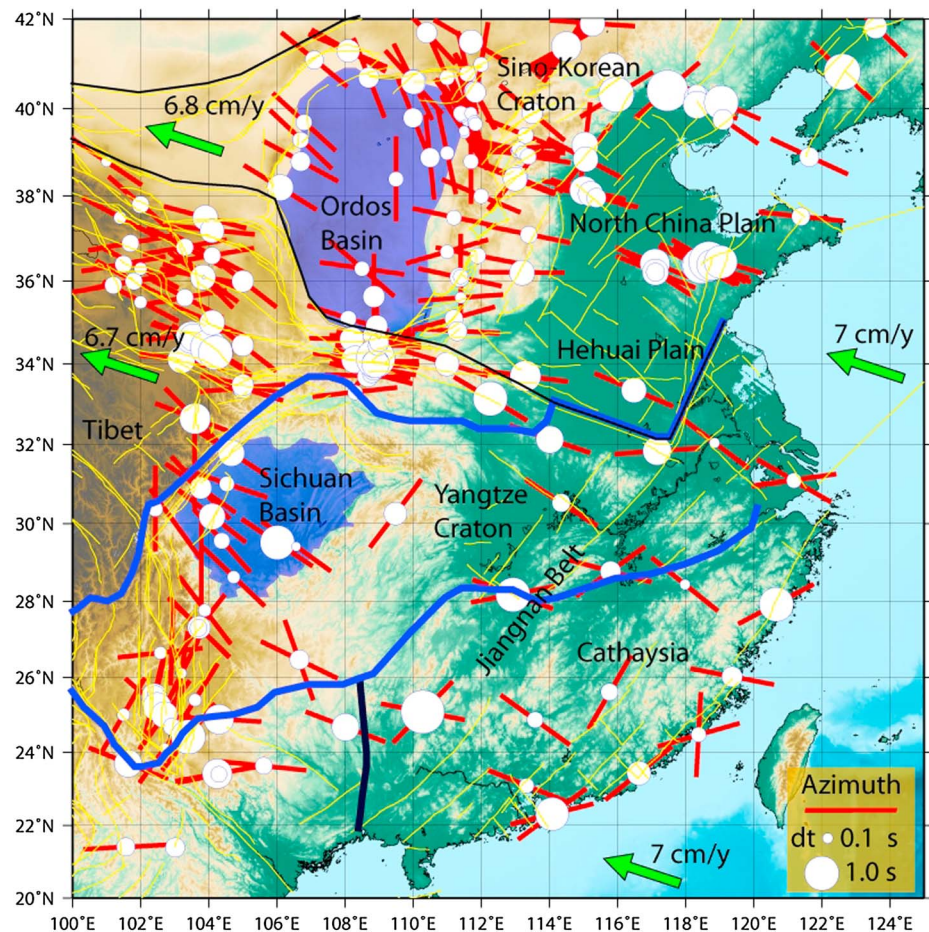 42°N
Sino-Korean
Craton
40°N
6.8 cm/y
38°N
Ordos
Basin
North China Plain
36°N
6.7 cm/y
34°N
Hehuai Plain
7 cm/y
32°N
Tibet
Sichuan
Basin
Yangtze
Craton
30°N
28°N
Jiangnan Belt
Cathaysia
26°N
24°N
Azimuth
22°N
dt 0.1 s
7 cm/y
1.0 s
20°N
100°E 102°E 104°E 106°E 108°E 110°E 112°E 114°E 116°E 118°E 120°E 122°E 124°E